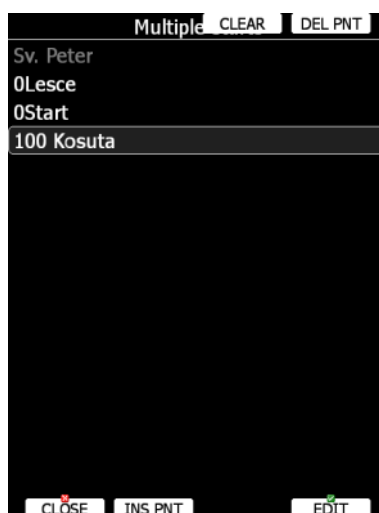 Multiple CLEAR DEL PNT
Sv. Peter
0Lesce
0Start
100 Kosuta
CLOSE INS PNT EDIT